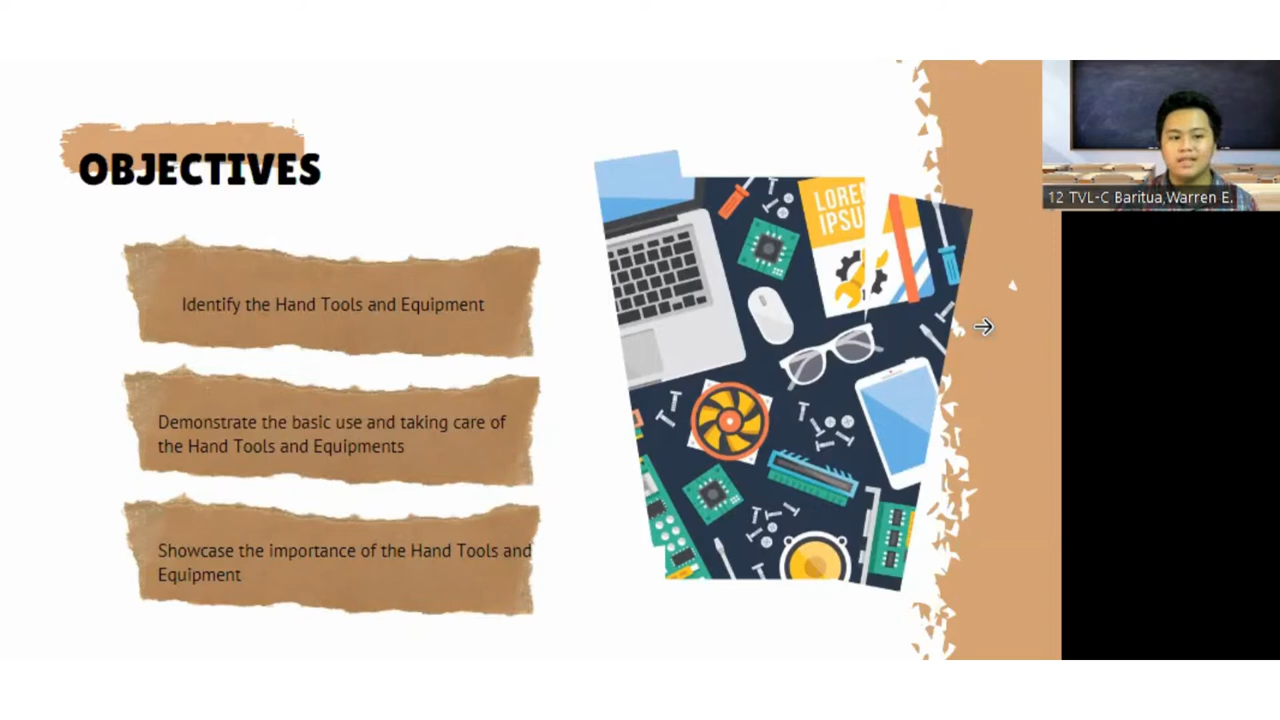 OBJECTIVES
Identify the Hand Tools and Equipment
Demonstrate the basic use and taking care of
the Hand Tools and Equipments
Showcase the importance of the Hand Tools and
Equipment
LOREM
IPSU
12 TVL-C Baritua,Warren E.